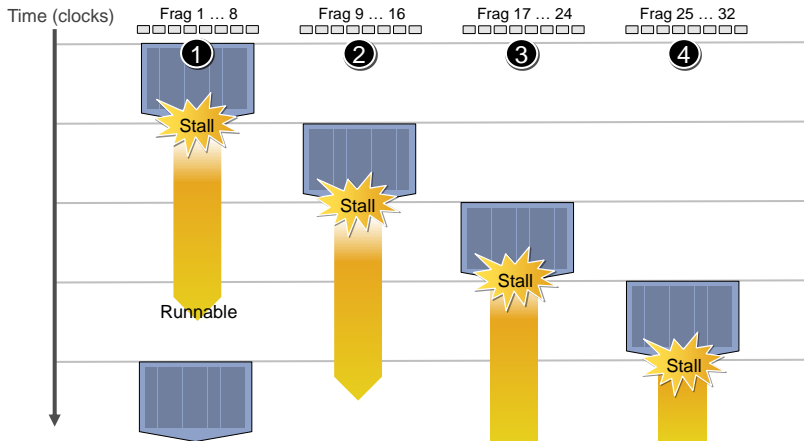 Time (clocks)
Frag 1 … 8
Frag 9 … 16
Frag 17 … 24
Frag 25 … 32
1
2
3
4
Stall
Stall
Stall
Runnable
Stall